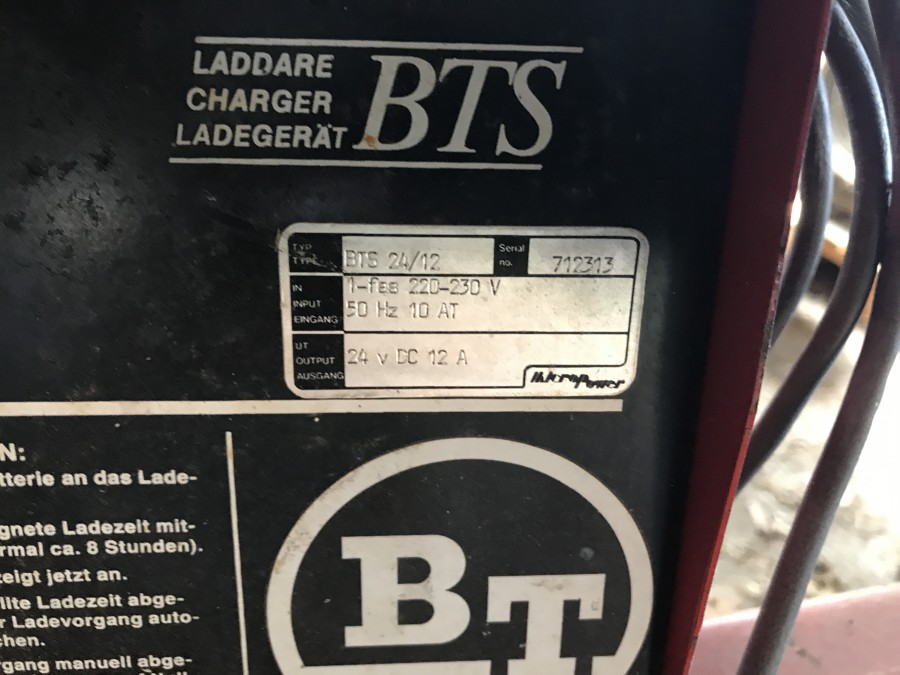 LADDARE
CHARGER
LADEGERÄT
BTS
TYP
TYPE
BTS 24/12
Serial
no.
712313
IN
INPUT
EINGANG
1-fas 220-230 V
50 Hz 10 AT
UT
OUTPUT
AUSGANG
24 v DC 12 A
MicroPower
N:
tterie an das Lade-
gnete Ladezeit mit-
rmal ca. 8 Stunden).
zeigt jetzt an.
llte Ladezeit abge-
r Ladevorgang auto-
chen.
rgang manuell abge-
BT